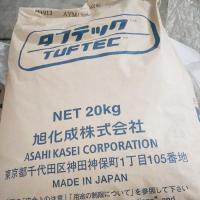 タフテック™
TUFTEC™
NET 20kg
旭化成株式会社
ASAHI KASEI CORPORATION
東京都千代田区神田神保町1丁目105番地
MADE IN JAPAN
「用途の制限について」を参照して下さい